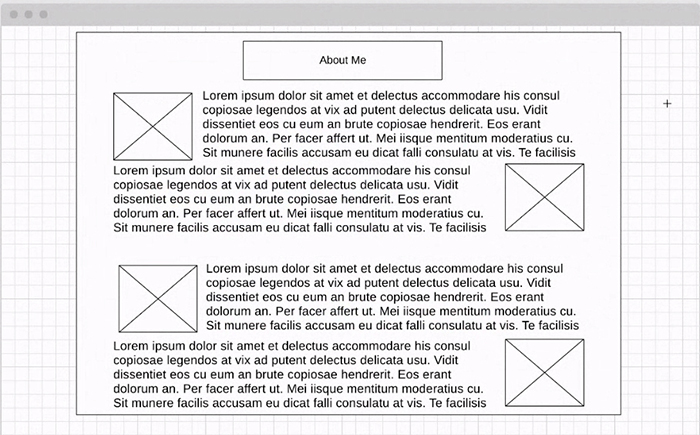 About Me
Lorem ipsum dolor sit amet et delectus accommodare his consul
copiosae legendos at vix ad putent delectus delicata usu. Vidit
dissentiet eos cu eum an brute copiosae hendrerit. Eos erant
dolorum an. Per facer affert ut. Mei iisque mentitum moderatius cu.
Sit munere facilis accusam eu dicat falli consulatu at vis. Te facilisis
Lorem ipsum dolor sit amet et delectus accommodare his consul
copiosae legendos at vix ad putent delectus delicata usu. Vidit
dissentiet eos cu eum an brute copiosae hendrerit. Eos erant
dolorum an. Per facer affert ut. Mei iisque mentitum moderatius cu.
Sit munere facilis accusam eu dicat falli consulatu at vis. Te facilisis
Lorem ipsum dolor sit amet et delectus accommodare his consul
copiosae legendos at vix ad putent delectus delicata usu. Vidit
dissentiet eos cu eum an brute copiosae hendrerit. Eos erant
dolorum an. Per facer affert ut. Mei iisque mentitum moderatius cu.
Sit munere facilis accusam eu dicat falli consulatu at vis. Te facilisis
Lorem ipsum dolor sit amet et delectus accommodare his consul
copiosae legendos at vix ad putent delectus delicata usu. Vidit
dissentiet eos cu eum an brute copiosae hendrerit. Eos erant
dolorum an. Per facer affert ut. Mei iisque mentitum moderatius cu.
Sit munere facilis accusam eu dicat falli consulatu at vis. Te facilisis